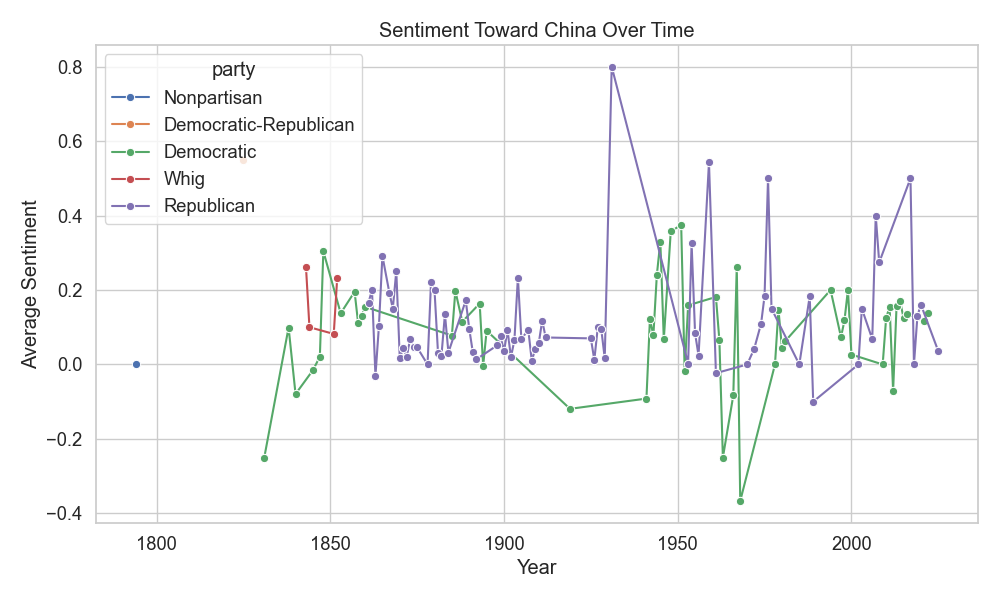 Sentiment Toward China Over Time
party
Nonpartisan
Democratic-Republican
Democratic
Whig
Republican
0.8
0.6
0.4
0.2
0.0
−0.2
−0.4
Average Sentiment
1800
1850
1900
1950
2000
Year